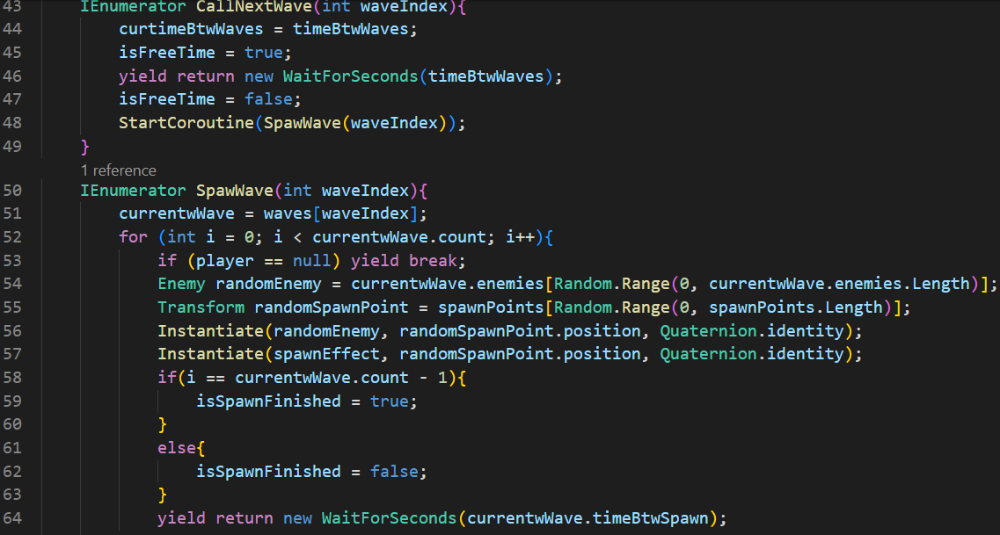 43 IEnumerator CallNextWave(int waveIndex){
44 curtimeBtwWaves = timeBtwWaves;
45 isFreeTime = true;
46 yield return new WaitForSeconds(timeBtwWaves);
47 isFreeTime = false;
48 StartCoroutine(SpawWave(waveIndex));
49 }
1 reference
50 IEnumerator SpawWave(int waveIndex){
51 currentwWave = waves[waveIndex];
52 for (int i = 0; i < currentwWave.count; i++){
53 if (player == null) yield break;
54 Enemy randomEnemy = currentwWave.enemies[Random.Range(0, currentwWave.enemies.Length)];
55 Transform randomSpawnPoint = spawnPoints[Random.Range(0, spawnPoints.Length)];
56 Instantiate(randomEnemy, randomSpawnPoint.position, Quaternion.identity);
57 Instantiate(spawnEffect, randomSpawnPoint.position, Quaternion.identity);
58 if(i == currentwWave.count - 1){
59 isSpawnFinished = true;
60 }
61 else{
62 isSpawnFinished = false;
63 }
64 yield return new WaitForSeconds(currentwWave.timeBtwSpawn);